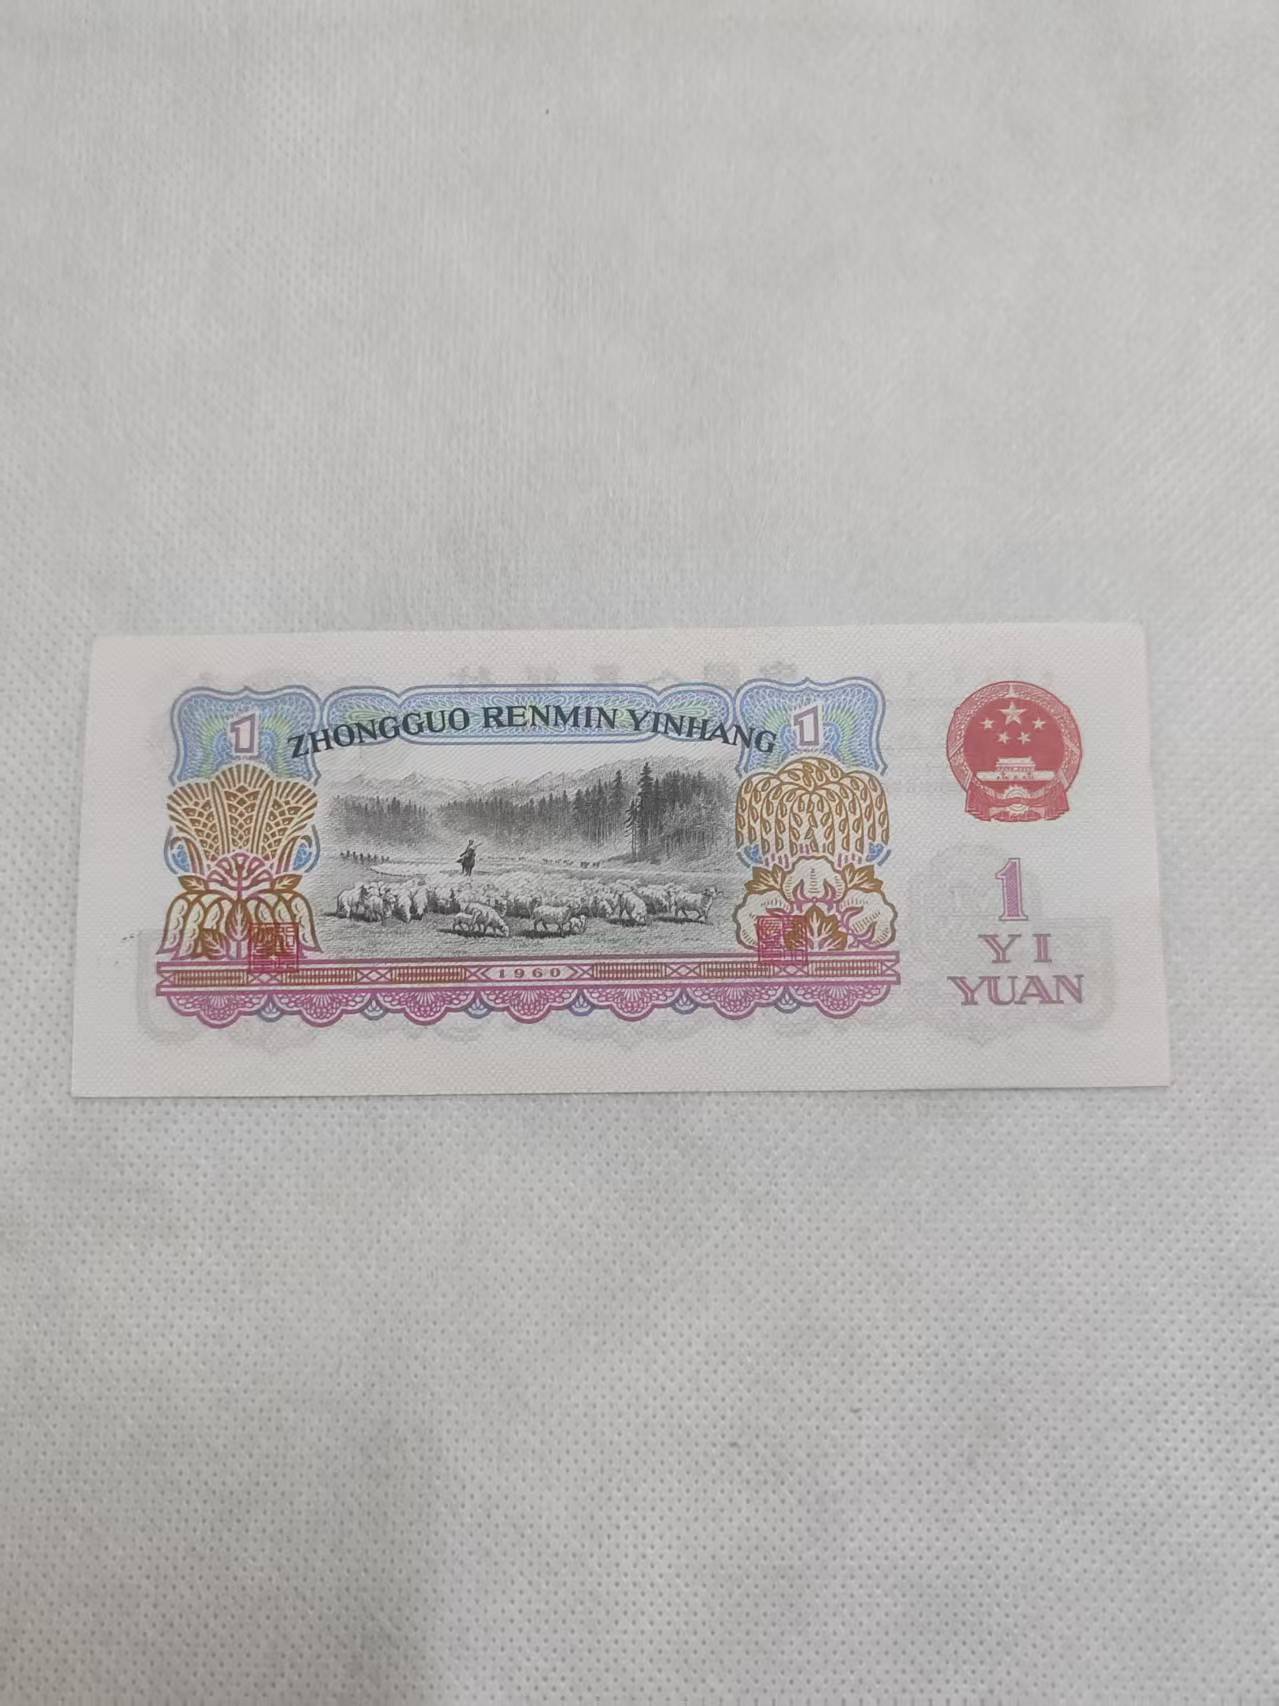 1 ZHONGGUO RENMIN YINHANG 1
1960
1
YI
YUAN